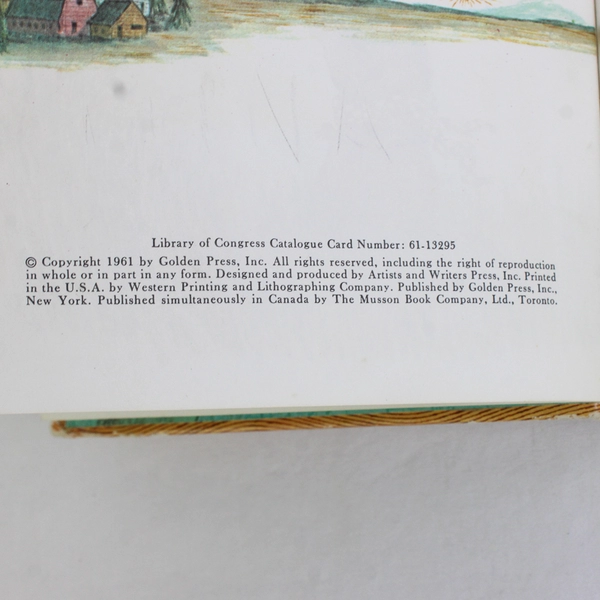 Library of Congress Catalogue Card Number: 61-13295
© Copyright 1961 by Golden Press, Inc. All rights reserved, including the right of reproduction
in whole or in part in any form. Designed and produced by Artists and Writers Press, Inc. Printed
in the U.S.A. by Western Printing and Lithographing Company. Published by Golden Press, Inc.,
New York. Published simultaneously in Canada by The Musson Book Company, Ltd., Toronto.